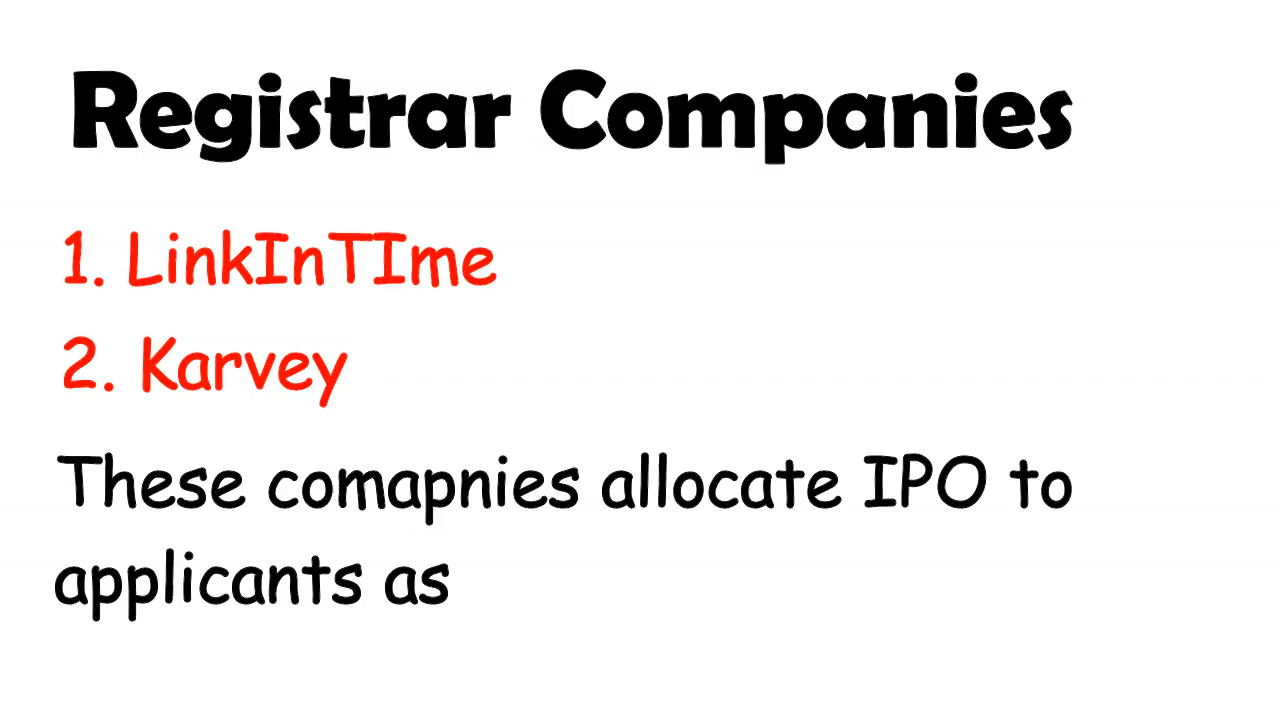 Registrar Companies
1. LinkInTIme
2. Karvey
These comapnies allocate IPO to
applicants as